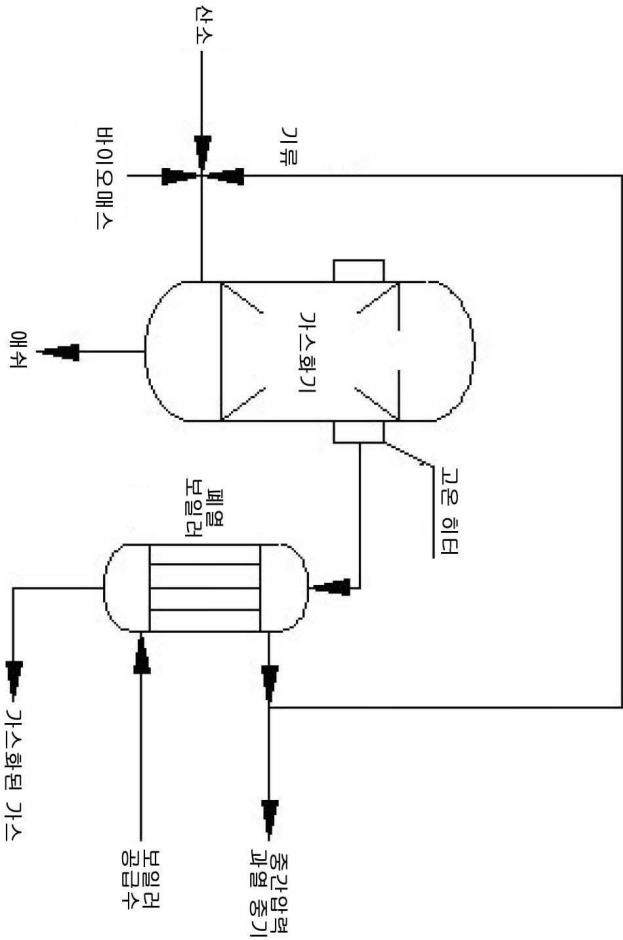 기류
고온 히터
가스화기
산소
중간압력
과열 증기
폐열
보일러
바이오매스
보일러
공급수
애쉬
가스화된 가스